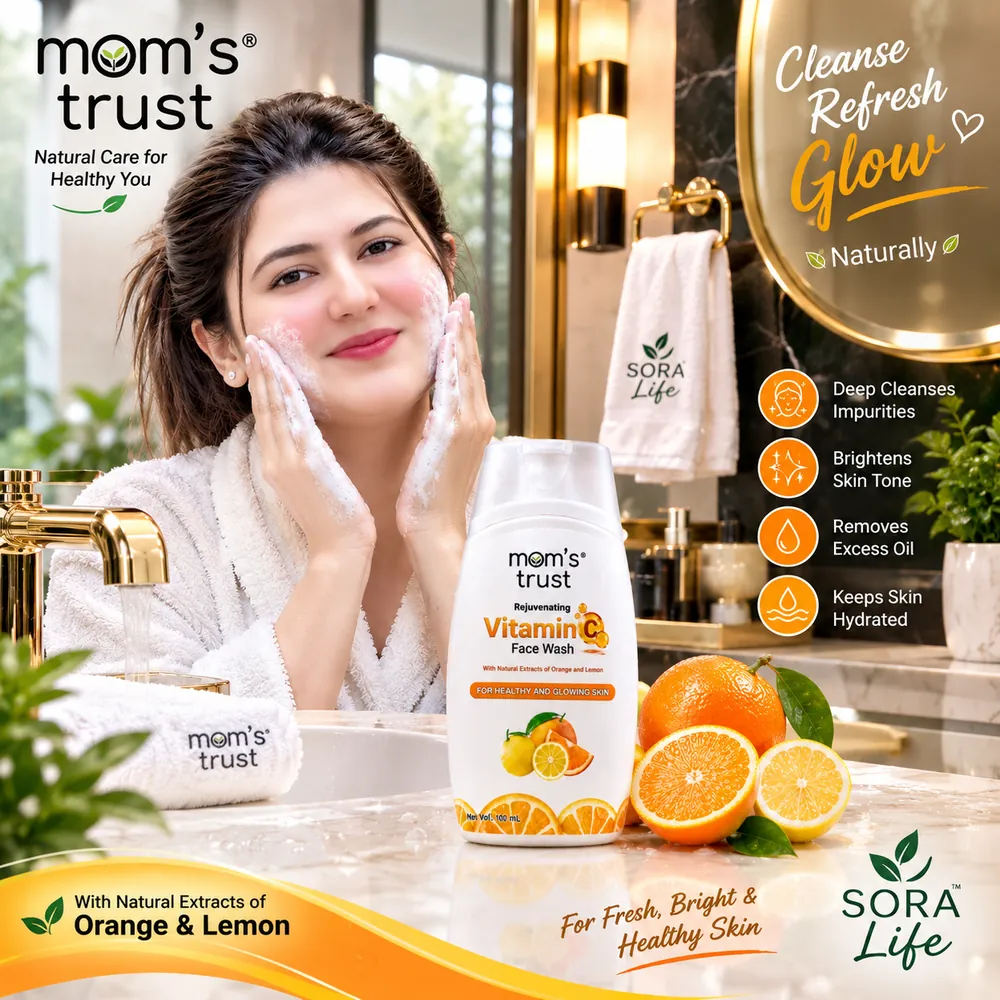 mom's®
trust
Natural Care for
Healthy You
Cleanse
Refresh
Glow
Naturally
SORA
Life
Deep Cleanses
Impurities
Brightens
Skin Tone
Removes
Excess Oil
Keeps Skin
Hydrated
mom's®
trust
Rejuvenating
Vitamin C
Face Wash
With Natural Extracts of Orange and Lemon
FOR HEALTHY AND GLOWING SKIN
Net Vol. 100 mL
mom's®
trust
With Natural Extracts of
Orange & Lemon
For Fresh, Bright &
Healthy Skin
SORA™
Life